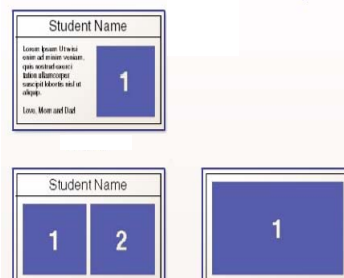 Student Name
Lorem Ipsum Ut wisi
enim ad minim veniam,
quis nostrud exerci
tation ullamcorper
suscipit lobortis nisl ut
aliquip.
Love, Mom and Dad
1
Student Name
1
2
1